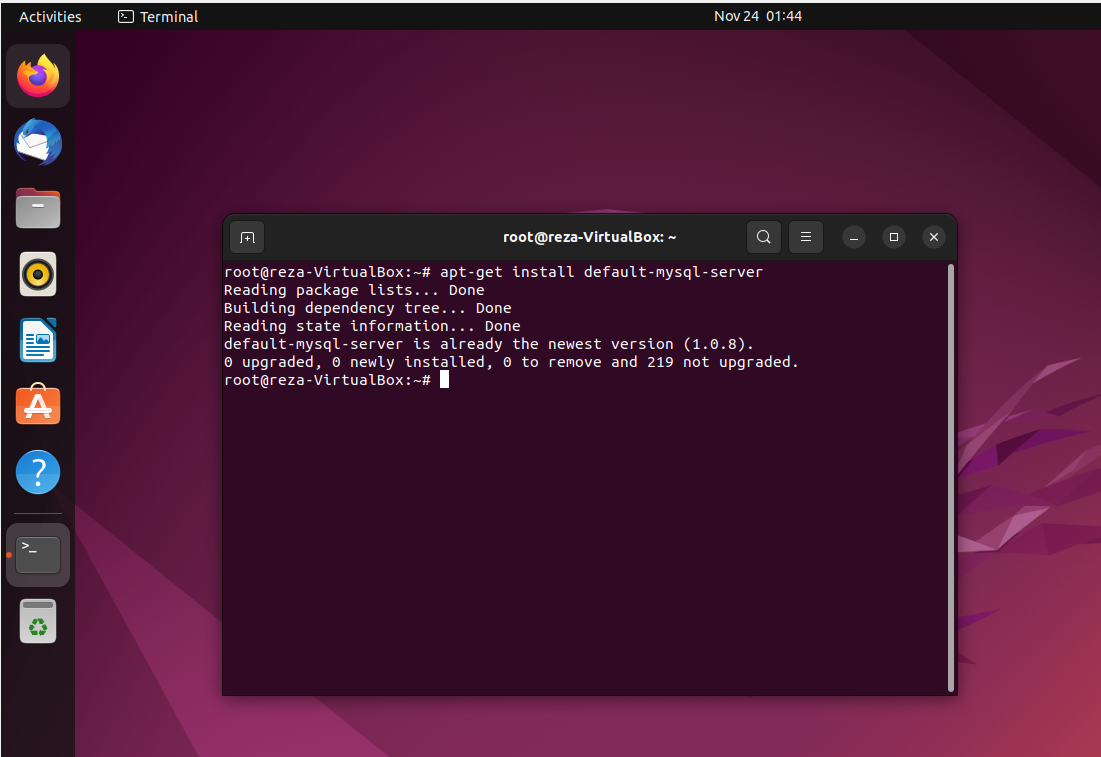 Activities
Terminal
Nov 24 01:44
root@reza-VirtualBox: ~
root@reza-VirtualBox:~# apt-get install default-mysql-server
Reading package lists... Done
Building dependency tree... Done
Reading state information... Done
default-mysql-server is already the newest version (1.0.8).
0 upgraded, 0 newly installed, 0 to remove and 219 not upgraded.
root@reza-VirtualBox:~#